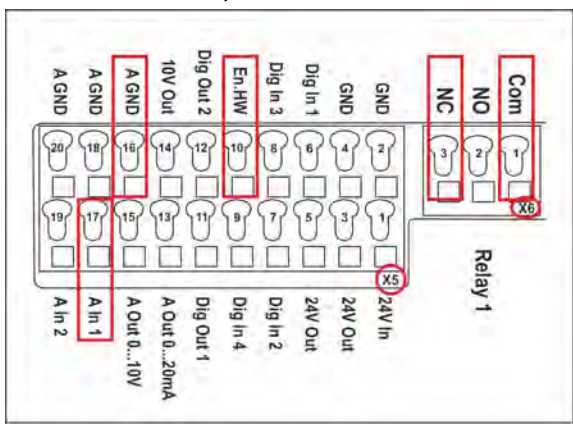 A GND
A GND
A GND
10V Out
Dig Out 2
En.HW
Dig In 3
Dig In 1
GND
GND
NC
NO
Com
20 18 16 14 12 10 8 6 4 2
3 2 1
19 17 15 13 11 9 7 5 3 1
X6
X5
A In 2
A In 1
A Out 0...10V
A Out 0...20mA
Dig Out 1
Dig In 4
Dig In 2
24V Out
24V Out
24V In
Relay 1